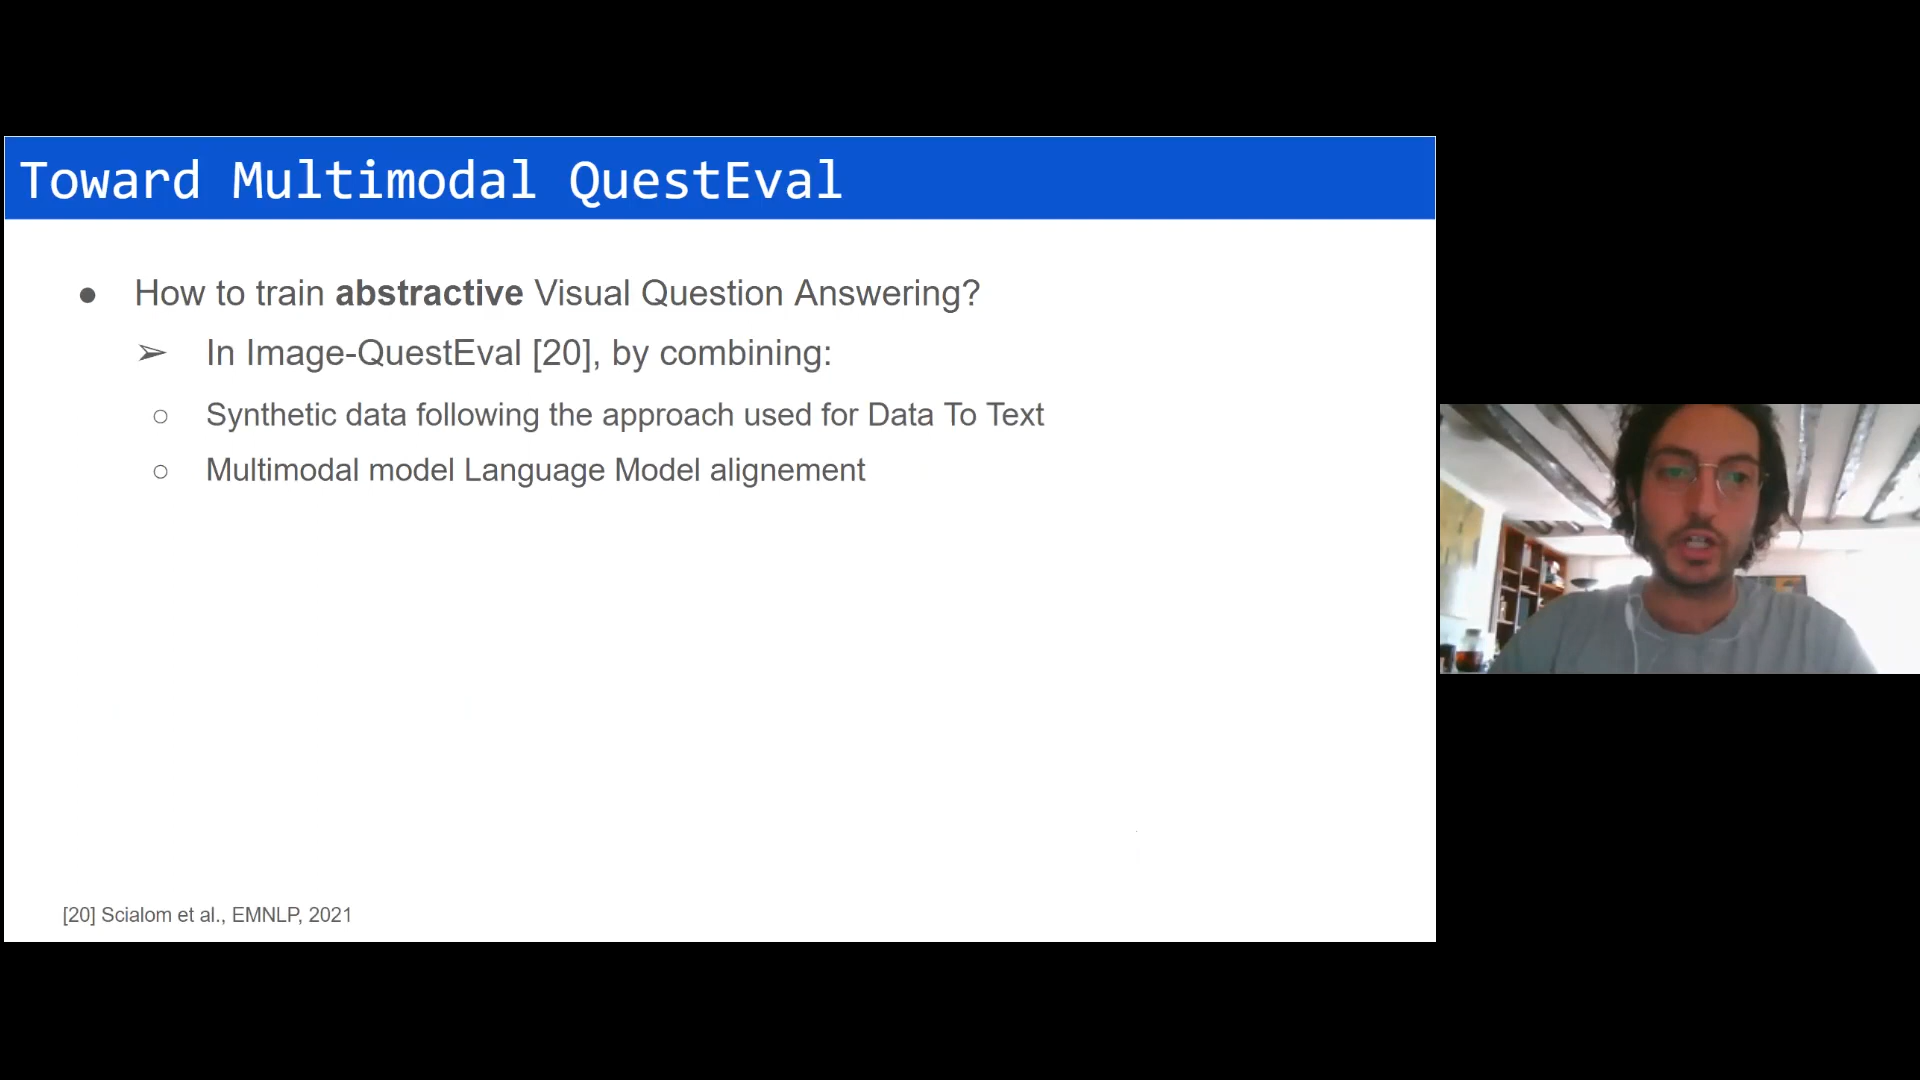 Toward Multimodal QuestEval
● How to train abstractive Visual Question Answering?
➢ In Image-QuestEval [20], by combining:
○ Synthetic data following the approach used for Data To Text
○ Multimodal model Language Model alignement
[20] Scialom et al., EMNLP, 2021